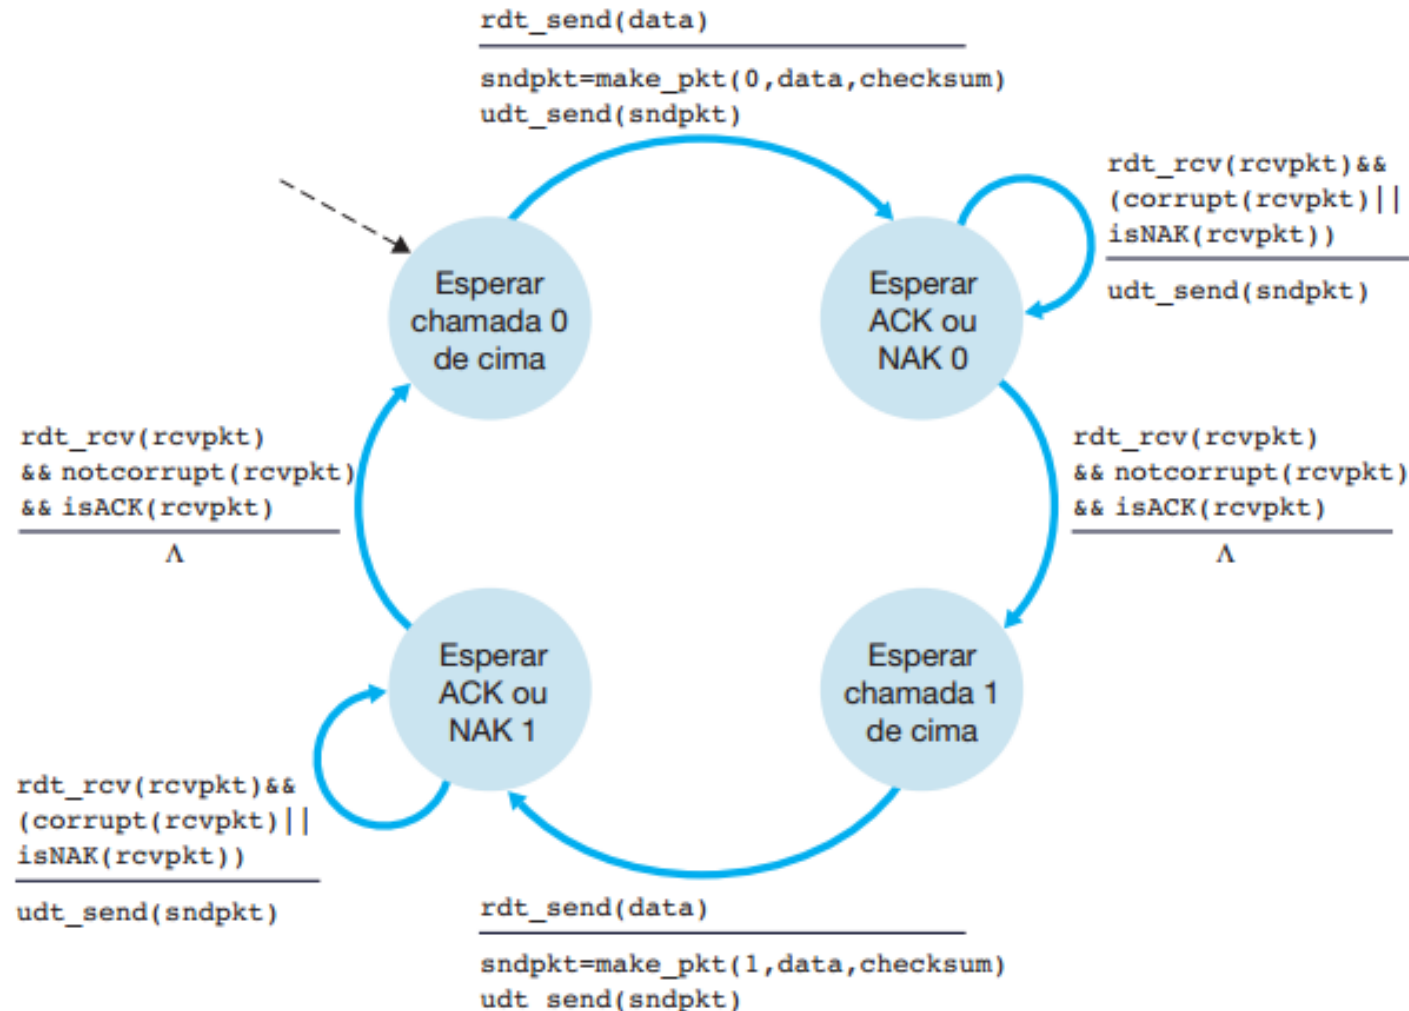 rdt_send(data)
sndpkt=make_pkt(0,data,checksum)
udt_send(sndpkt)
rdt_rcv(rcvpkt)&&
(corrupt(rcvpkt)||
isNAK(rcvpkt))
udt_send(sndpkt)
Esperar
chamada 0
de cima
Esperar
ACK ou
NAK 0
rdt_rcv(rcvpkt)
&& notcorrupt(rcvpkt)
&& isACK(rcvpkt)
Λ
rdt_rcv(rcvpkt)
&& notcorrupt(rcvpkt)
&& isACK(rcvpkt)
Λ
Esperar
ACK ou
NAK 1
Esperar
chamada 1
de cima
rdt_rcv(rcvpkt)&&
(corrupt(rcvpkt)||
isNAK(rcvpkt))
udt_send(sndpkt)
rdt_send(data)
sndpkt=make_pkt(1,data,checksum)
udt_send(sndpkt)